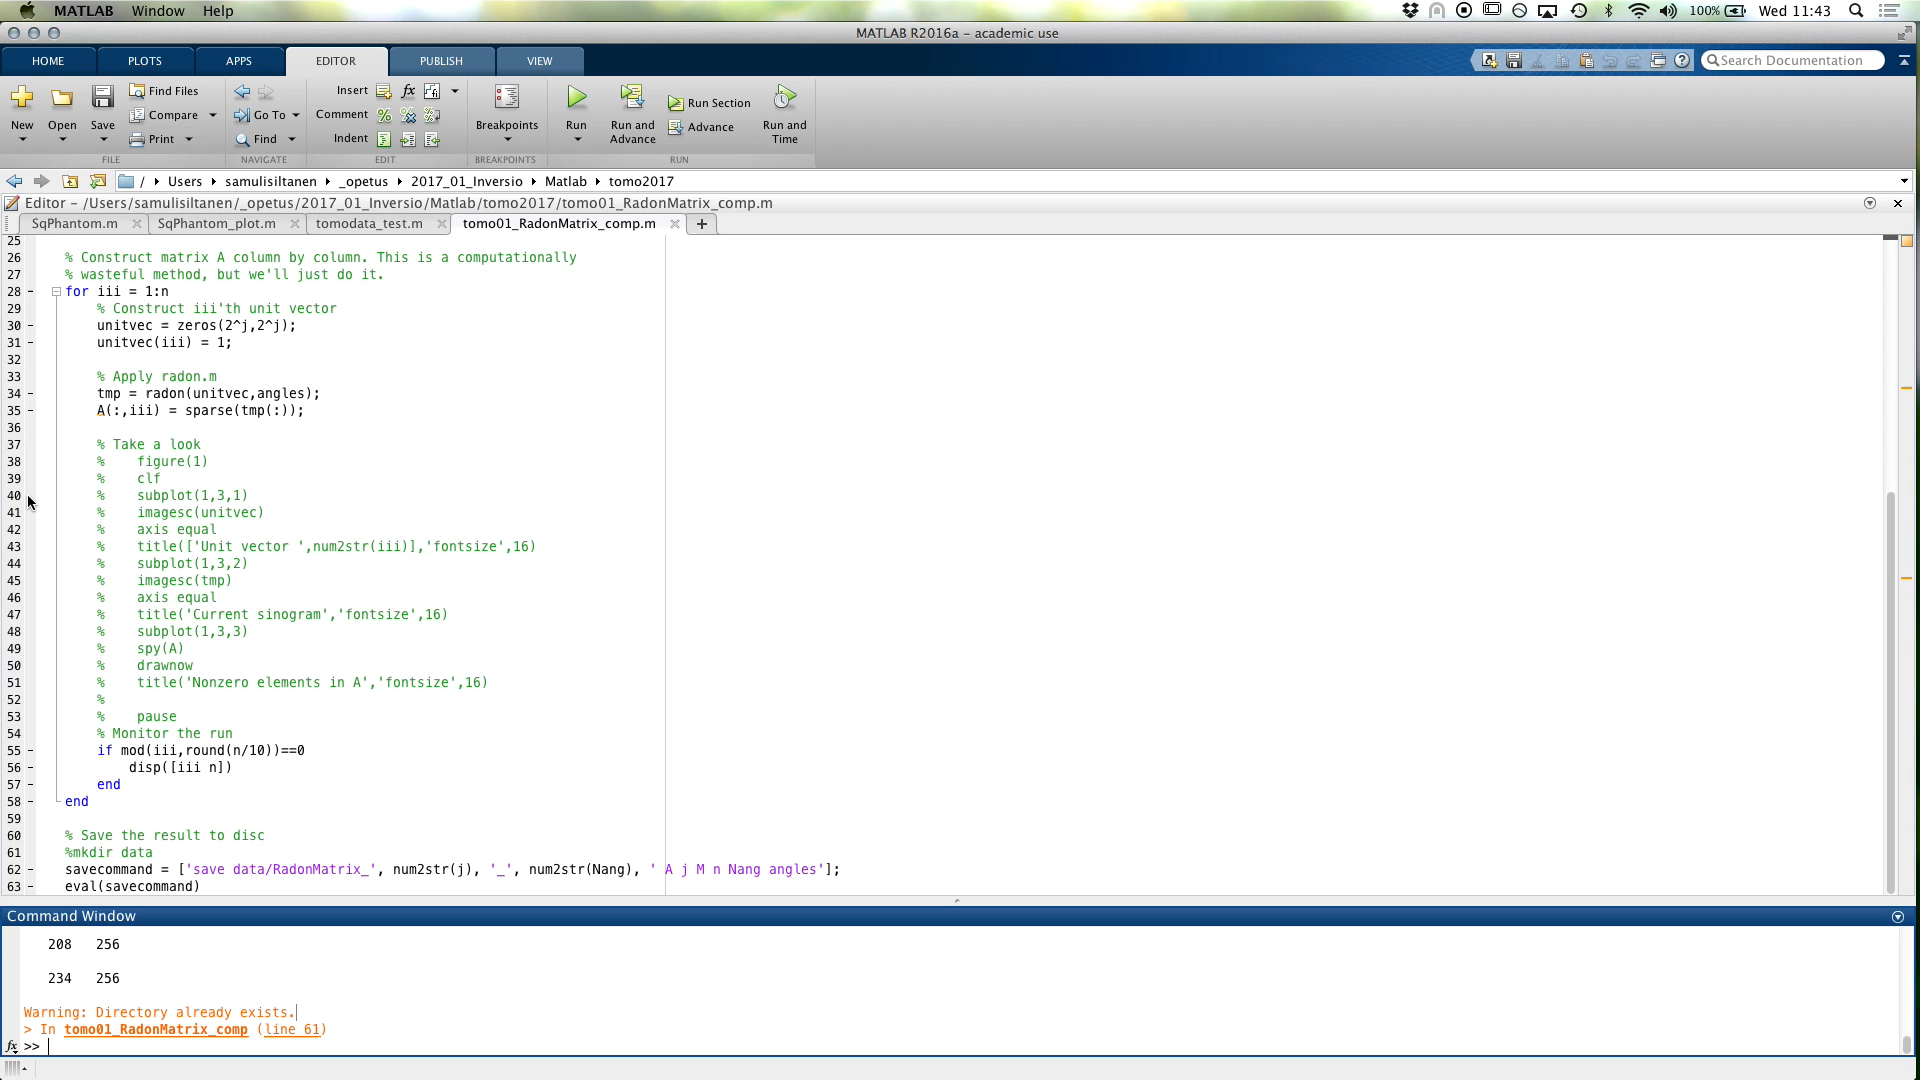 MATLAB Window Help 100% Wed 11:43
MATLAB R2016a - academic use
HOME PLOTS APPS EDITOR PUBLISH VIEW Search Documentation
New Open Save Find Files Compare Print Go To Find Insert fx Comment Indent Breakpoints Run Run and Advance Run Section Advance Run and Time
FILE NAVIGATE EDIT BREAKPOINTS RUN
/ Users samulisiltanen _opetus 2017_01_Inversio Matlab tomo2017
Editor - /Users/samulisiltanen/_opetus/2017_01_Inversio/Matlab/tomo2017/tomo01_RadonMatrix_comp.m
SqPhantom.m SqPhantom_plot.m tomodata_test.m tomo01_RadonMatrix_comp.m +
25
26 % Construct matrix A column by column. This is a computationally
27 % wasteful method, but we'll just do it.
28 - for iii = 1:n
29 % Construct iii'th unit vector
30 - unitvec = zeros(2^j,2^j);
31 - unitvec(iii) = 1;
32
33 % Apply radon.m
34 - tmp = radon(unitvec,angles);
35 - A(:,iii) = sparse(tmp(:));
36
37 % Take a look
38 % figure(1)
39 % clf
40 % subplot(1,3,1)
41 % imagesc(unitvec)
42 % axis equal
43 % title(['Unit vector ',num2str(iii)],'fontsize',16)
44 % subplot(1,3,2)
45 % imagesc(tmp)
46 % axis equal
47 % title('Current sinogram','fontsize',16)
48 % subplot(1,3,3)
49 % spy(A)
50 % drawnow
51 % title('Nonzero elements in A','fontsize',16)
52 %
53 % pause
54 % Monitor the run
55 - if mod(iii,round(n/10))==0
56 - disp([iii n])
57 - end
58 - end
59
60 % Save the result to disc
61 %mkdir data
62 - savecommand = ['save data/RadonMatrix_', num2str(j), '_', num2str(Nang), ' A j M n Nang angles'];
63 - eval(savecommand)
Command Window
208 256
234 256
Warning: Directory already exists.
> In tomo01_RadonMatrix_comp (line 61)
fx >>